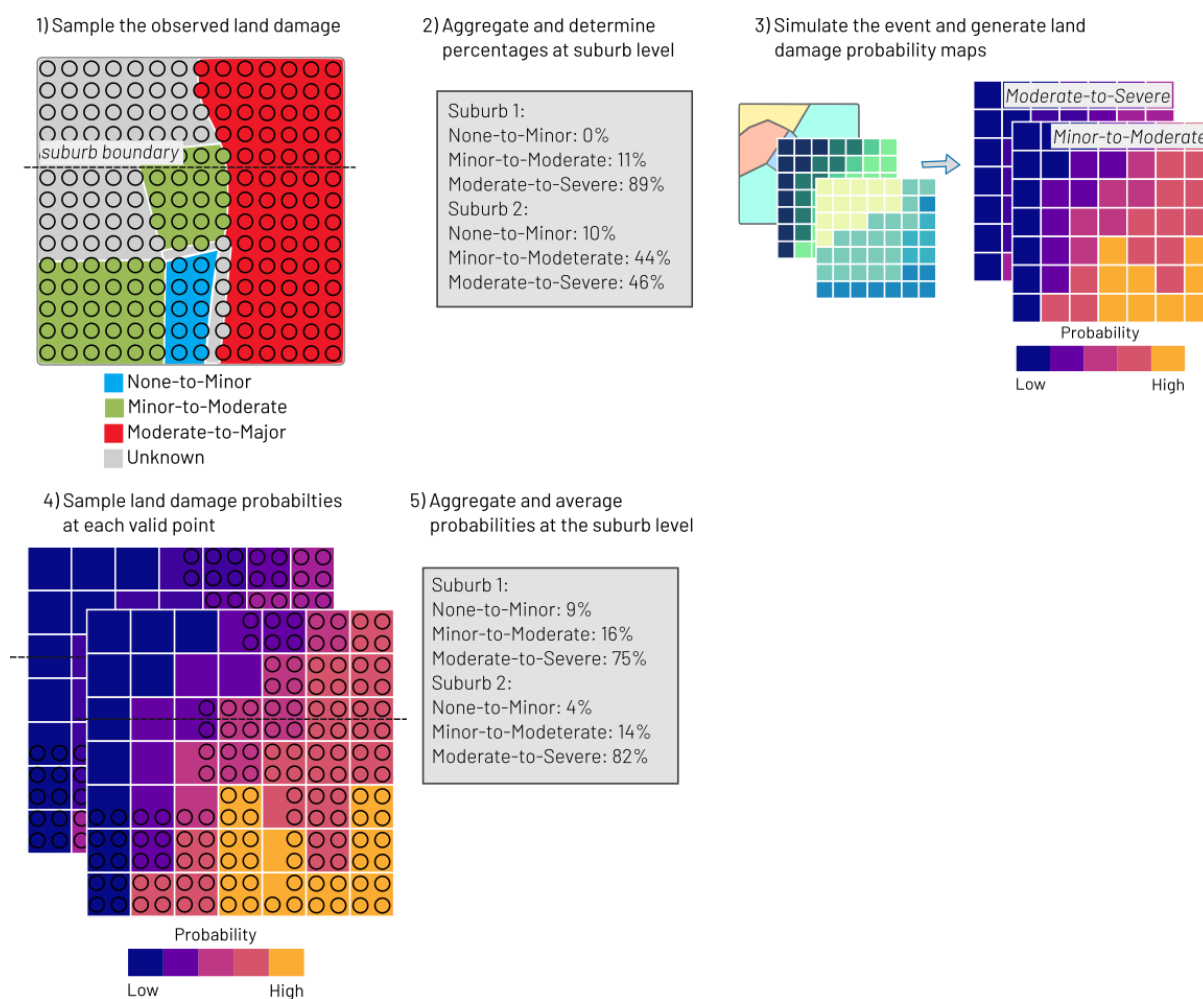 1) Sample the observed land damage
suburb boundary
None-to-Minor
Minor-to-Moderate
Moderate-to-Major
Unknown
2) Aggregate and determine
percentages at suburb level
Suburb 1:
None-to-Minor: 0%
Minor-to-Moderate: 11%
Moderate-to-Severe: 89%
Suburb 2:
None-to-Minor: 10%
Minor-to-Modeterate: 44%
Moderate-to-Severe: 46%
3) Simulate the event and generate land
damage probability maps
Moderate-to-Severe
Minor-to-Moderate
Probability
Low High
4) Sample land damage probabilties
at each valid point
Probability
Low High
5) Aggregate and average
probabilities at the suburb level
Suburb 1:
None-to-Minor: 9%
Minor-to-Moderate: 16%
Moderate-to-Severe: 75%
Suburb 2:
None-to-Minor: 4%
Minor-to-Modeterate: 14%
Moderate-to-Severe: 82%